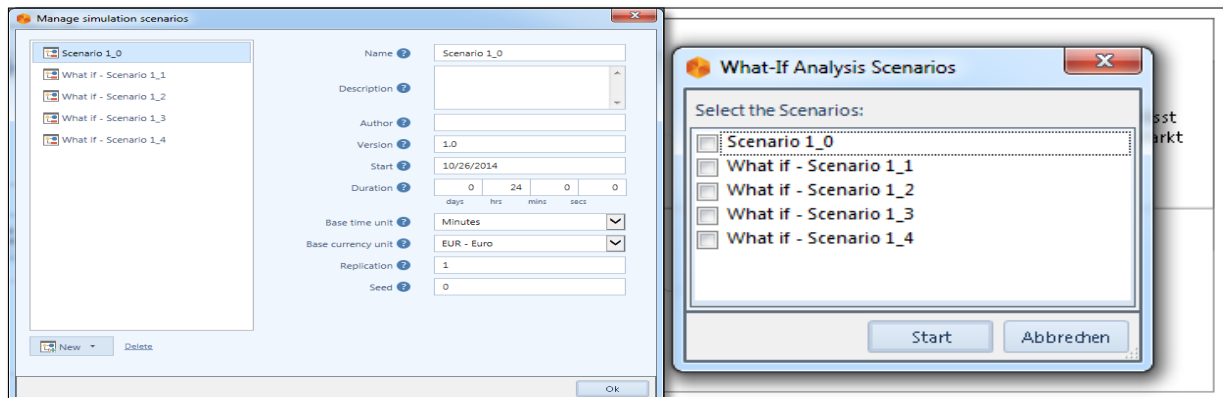 Manage simulation scenarios
Scenario 1_0
What if - Scenario 1_1
What if - Scenario 1_2
What if - Scenario 1_3
What if - Scenario 1_4
New
Delete
Name ? Scenario 1_0
Description ?
Author ?
Version ? 1.0
Start ? 10/26/2014
Duration ? 0 24 0 0
days hrs mins secs
Base time unit ? Minutes
Base currency unit ? EUR - Euro
Replication ? 1
Seed ? 0
Ok
What-If Analysis Scenarios
Select the Scenarios:
Scenario 1_0
What if - Scenario 1_1
What if - Scenario 1_2
What if - Scenario 1_3
What if - Scenario 1_4
Start Abbrechen
sst
arkt